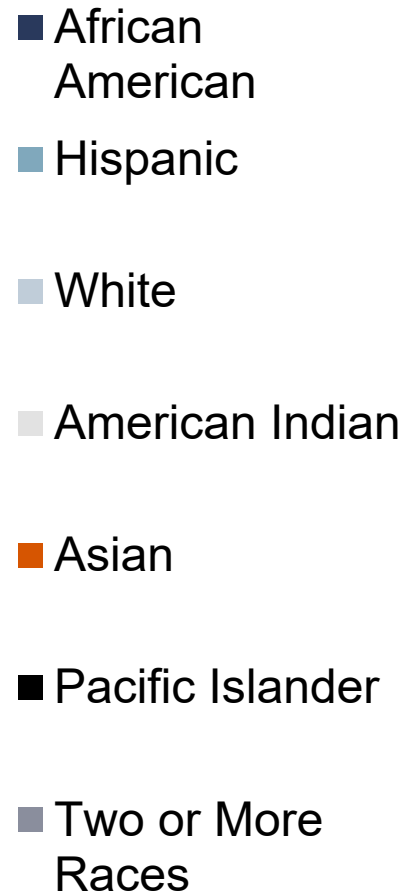 African
American
Hispanic
White
American Indian
Asian
Pacific Islander
Two or More
Races